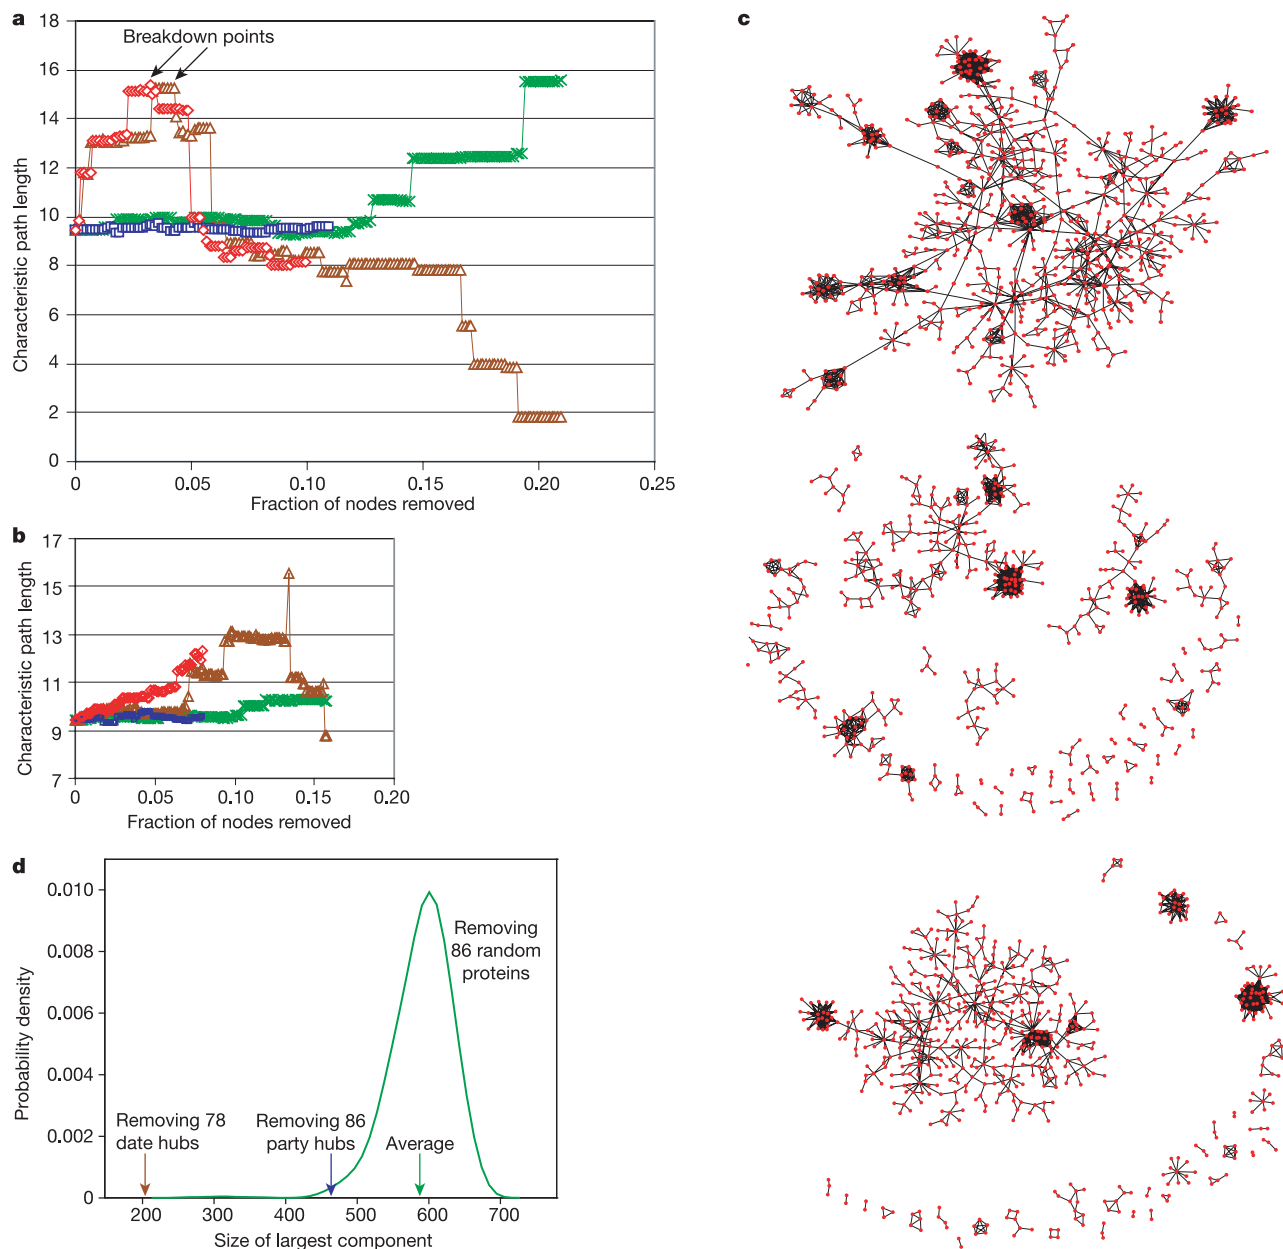 a
18
16
14
12
10
8
6
4
2
0
Characteristic path length
Breakdown points
0
0.05
0.10
0.15
0.20
0.25
Fraction of nodes removed
b
17
15
13
11
9
7
Characteristic path length
0
0.05
0.10
0.15
0.20
Fraction of nodes removed
c
d
0.010
0.008
0.006
0.004
0.002
0
Probability density
Removing
86 random
proteins
Removing 78
date hubs
Removing 86
party hubs
Average
200
300
400
500
600
700
Size of largest component